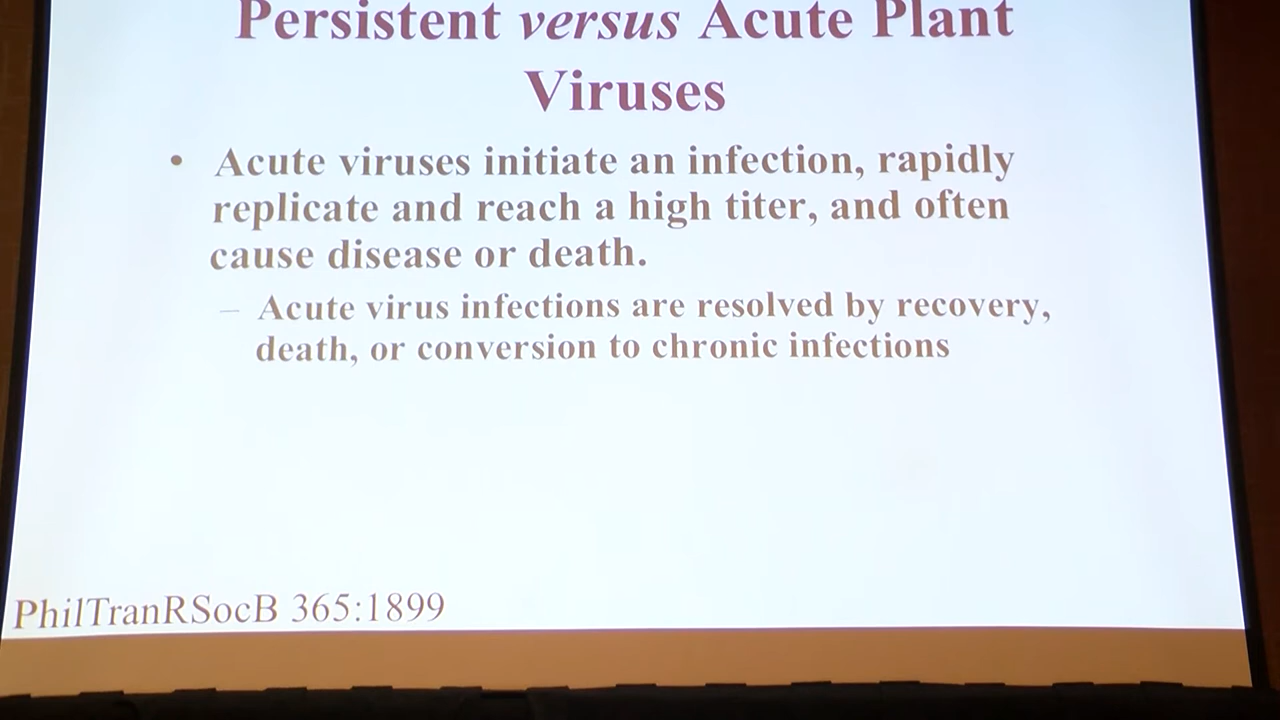 Persistent versus Acute Plant
Viruses
• Acute viruses initiate an infection, rapidly
replicate and reach a high titer, and often
cause disease or death.
– Acute virus infections are resolved by recovery,
death, or conversion to chronic infections
PhilTranRSocB 365:1899